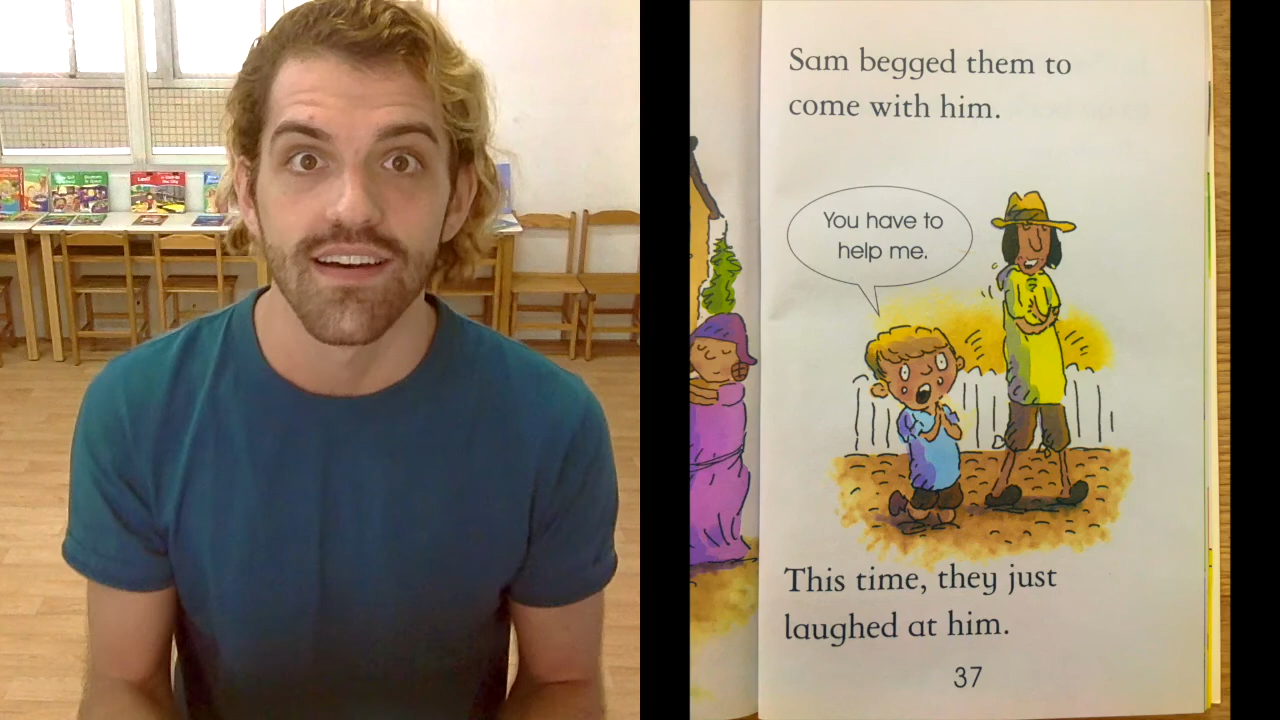 Sam begged them to
come with him.
You have to
help me.
This time, they just
laughed at him.
37